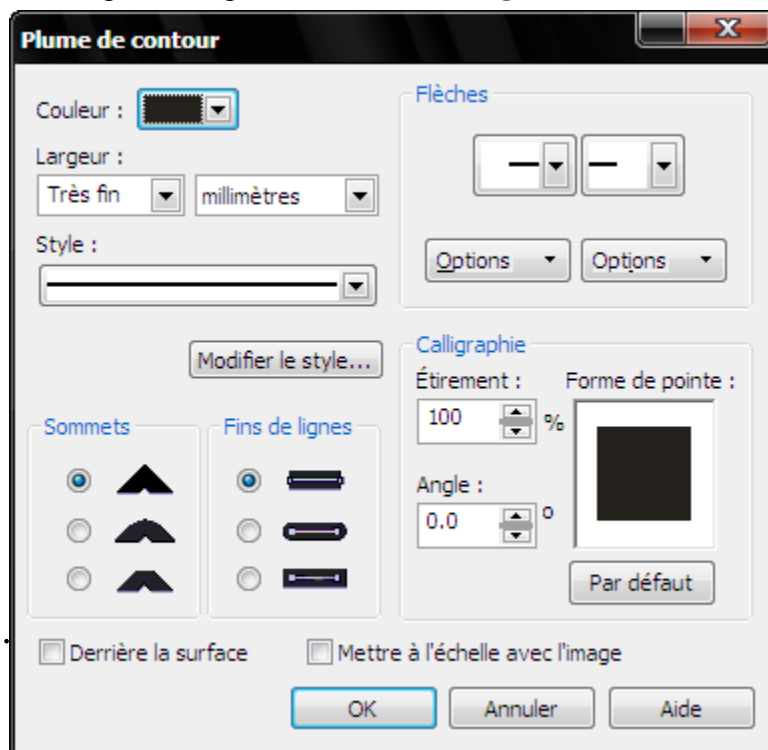 Plume de contour
Couleur :
Largeur :
Très fin
millimètres
Style :
Modifier le style...
Flèches
Options
Options
Sommets
Fins de lignes
Calligraphie
Étirement :
Forme de pointe :
100
%
Angle :
0.0
o
Par défaut
Derrière la surface
Mettre à l'échelle avec l'image
OK
Annuler
Aide